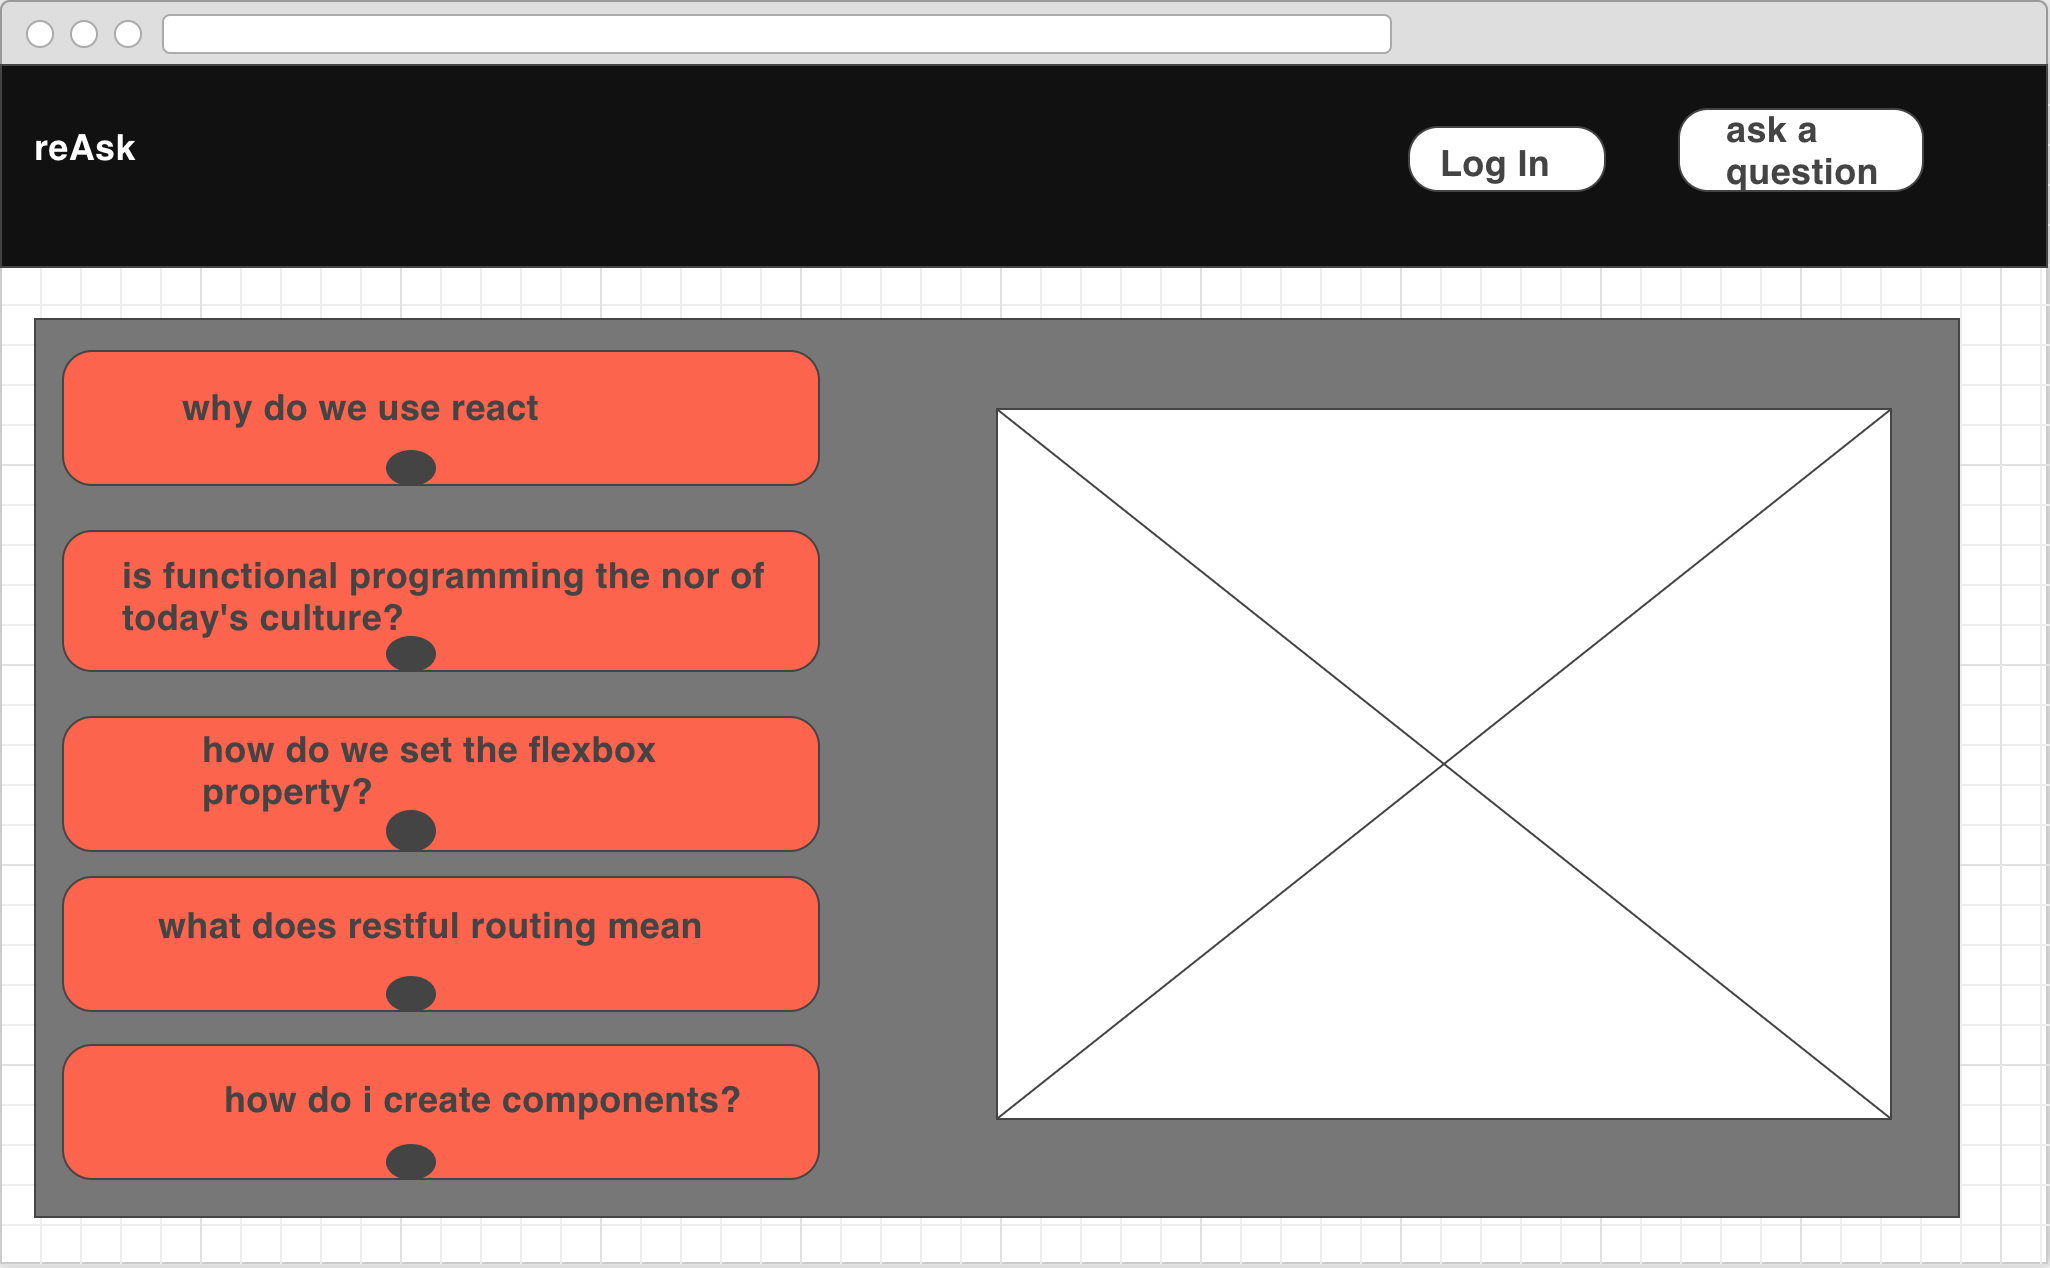 reAsk
Log In
ask a
question
why do we use react
is functional programming the nor of
today's culture?
how do we set the flexbox
property?
what does restful routing mean
how do i create components?